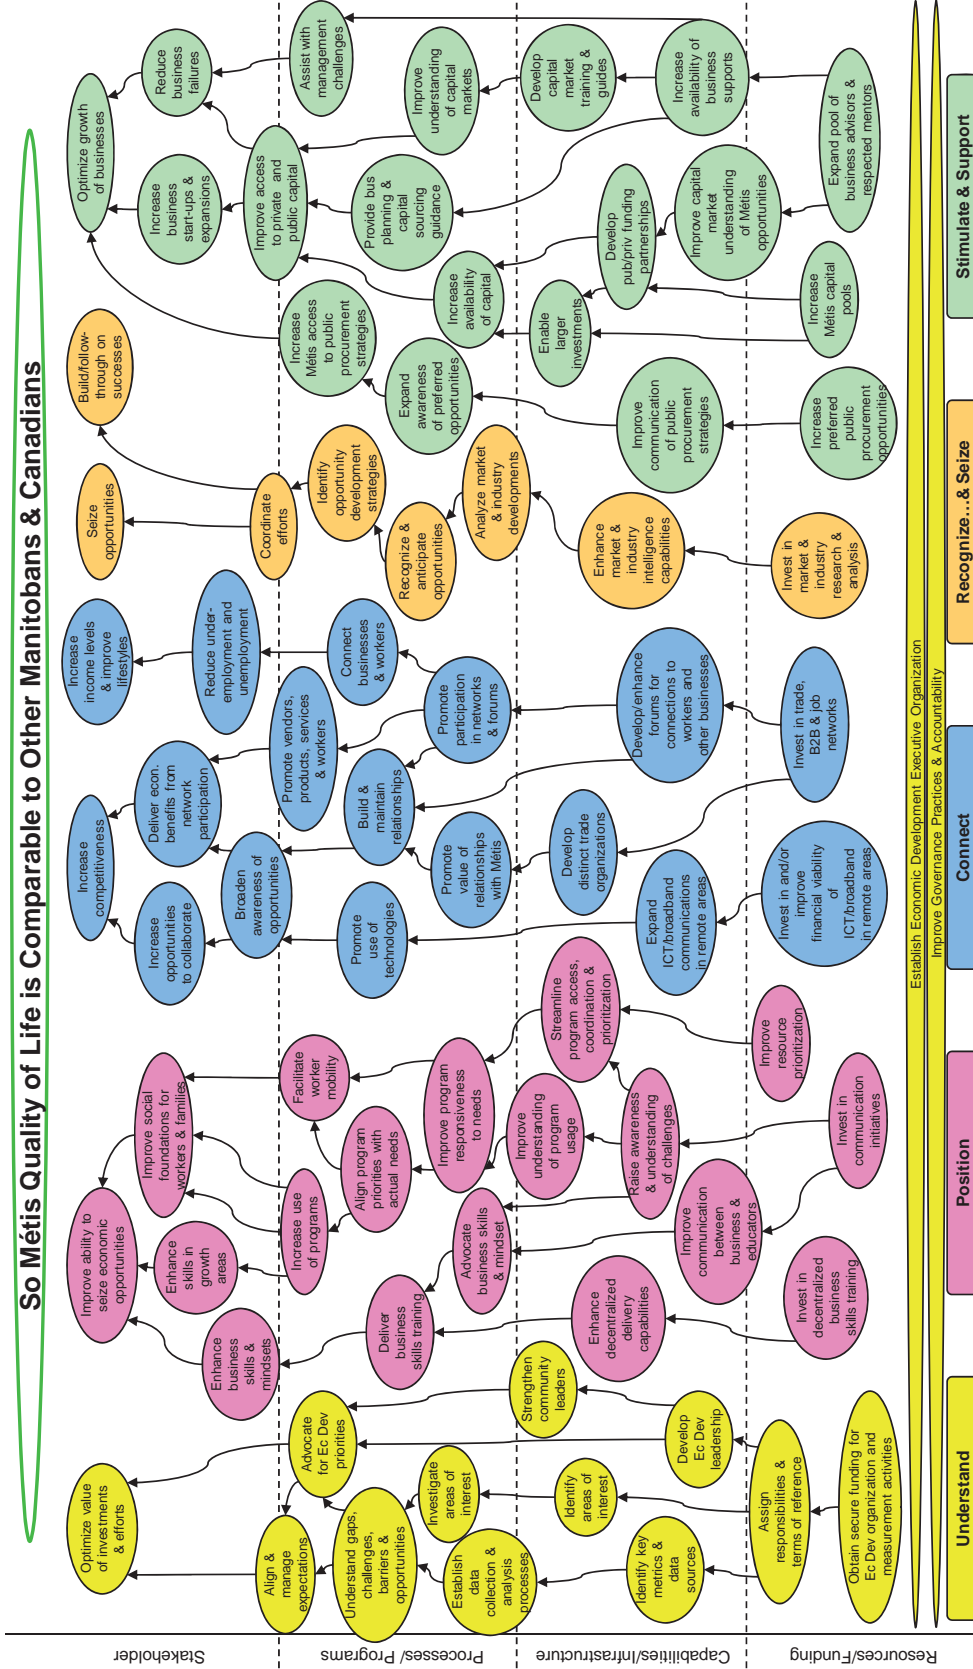 So Métis Quality of Life is Comparable to Other Manitobans & Canadians
Stakeholder
Optimize value
of investments
& efforts
Improve ability to
seize economic
opportunities
Increase
competitiveness
Increase
income levels
& improve
lifestyles
Seize
opportunities
Build/follow-
through on
successes
Optimize growth
of businesses
Enhance
business
skills &
mindsets
Enhance
skills in
growth
areas
Improve social
foundations for
workers & families
Increase
opportunities
to collaborate
Deliver econ.
benefits from
network
participation
Broaden
awareness of
opportunities
Reduce under-
employment and
unemployment
Coordinate
efforts
Increase
business
start-ups &
expansions
Reduce
business
failures
Improve access
to private and
public capital
Processes/ Programs
Align &
manage
expectations
Advocate
for Ec Dev
priorities
Understand gaps,
challenges,
barriers &
opportunities
Investigate
areas of
interest
Establish
data
collection &
analysis
processes
Increase use
of programs
Facilitate
worker
mobility
Align program
priorities with
actual needs
Deliver
business
skills training
Improve program
responsiveness
to needs
Advocate
business skills
& mindset
Promote
use of
technologies
Promote vendors,
products, services
& workers
Build &
maintain
relationships
Connect
businesses
& workers
Promote
value of
relationships
with Métis
Promote
participation
in networks
& forums
Identify
opportunity
development
strategies
Recognize &
anticipate
opportunities
Analyze market
& industry
developments
Increase
Métis access
to public
procurement
strategies
Expand
awareness
of preferred
opportunities
Provide bus
planning &
capital
sourcing
guidance
Increase
availability
of capital
Assist with
management
challenges
Improve
understanding
of capital
markets
Capabilities/Infrastructure
Identify key
metrics &
data
sources
Identify
areas of
interest
Strengthen
community
leaders
Develop
Ec Dev
leadership
Enhance
decentralized
delivery
capabilities
Improve
understanding
of program
usage
Raise awareness
& understanding
of challenges
Streamline
program access,
coordination &
prioritization
Improve
communication
between
business &
educators
Expand
ICT/broadband
communications
in remote areas
Develop
distinct trade
organizations
Develop/enhance
forums for
connections to
workers and
other businesses
Enhance
market &
industry
intelligence
capabilities
Improve
communication
of public
procurement
strategies
Enable
larger
investments
Develop
pub/priv funding
partnerships
Improve capital
market
understanding
of Métis
opportunities
Develop
capital
market
training &
guides
Increase
availability of
business
supports
Resources/Funding
Assign
responsibilities &
terms of reference
Obtain secure funding for
Ec Dev organization and
measurement activities
Invest in
decentralized
business
skills training
Invest in
communication
initiatives
Improve
resource
prioritization
Invest in and/or
improve
financial viability
of
ICT/broadband
in remote areas
Invest in trade,
B2B & job
networks
Invest in
market &
industry
research &
analysis
Increase
preferred
public
procurement
opportunities
Increase
Métis capital
pools
Expand pool of
business advisors &
respected mentors
Establish Economic Development Executive Organization
Improve Governance Practices & Accountability
Understand
Position
Connect
Recognize…& Seize
Stimulate & Support